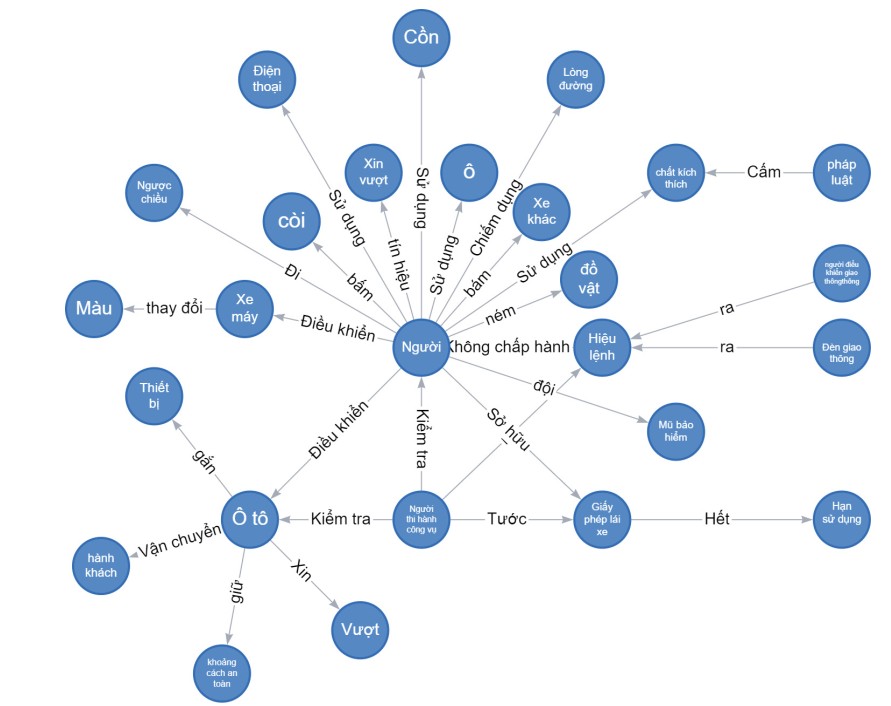 Cồn
Điện
thoại
Lòng
đường
Xin
vượt
Ô
chất kích
thích
Cấm
pháp
luật
Ngược
chiều
còi
Xe
khác
Sử dụng
Sử dụng
tín hiệu
Sử dụng
Chiếm dụng
bám
Sử dụng
Đi
bấm
ném
đồ
vật
người điều
khiển giao
thôngthông
Màu
thay đổi
Xe
máy
Điều khiển
Người
Không chấp hành
Hiệu
lệnh
ra
ra
Đèn giao
thông
Thiết
bị
đội
Mũ bảo
hiểm
Điều khiển
Kiểm tra
Sở hữu
gắn
Ô tô
Kiểm tra
Người
thi hành
công vụ
Tước
Giấy
phép lái
xe
Hết
Hạn
sử dụng
hành
khách
Vận chuyển
giữ
Xin
Vượt
khoảng
cách an
toàn